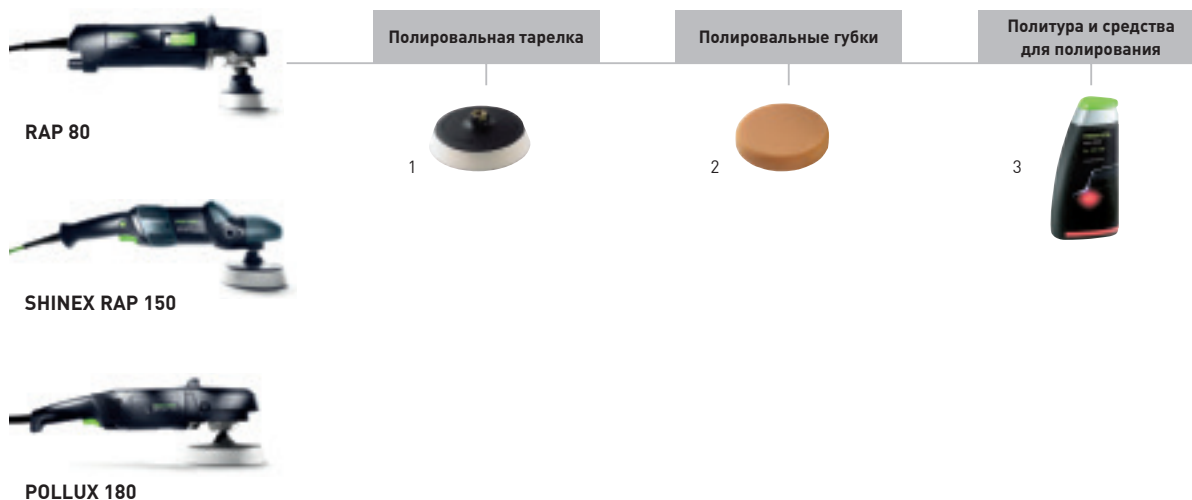 Полировальная тарелка
Полировальные губки
Политура и средства
для полирования
RAP 80
1
2
3
SHINEX RAP 150
POLLUX 180